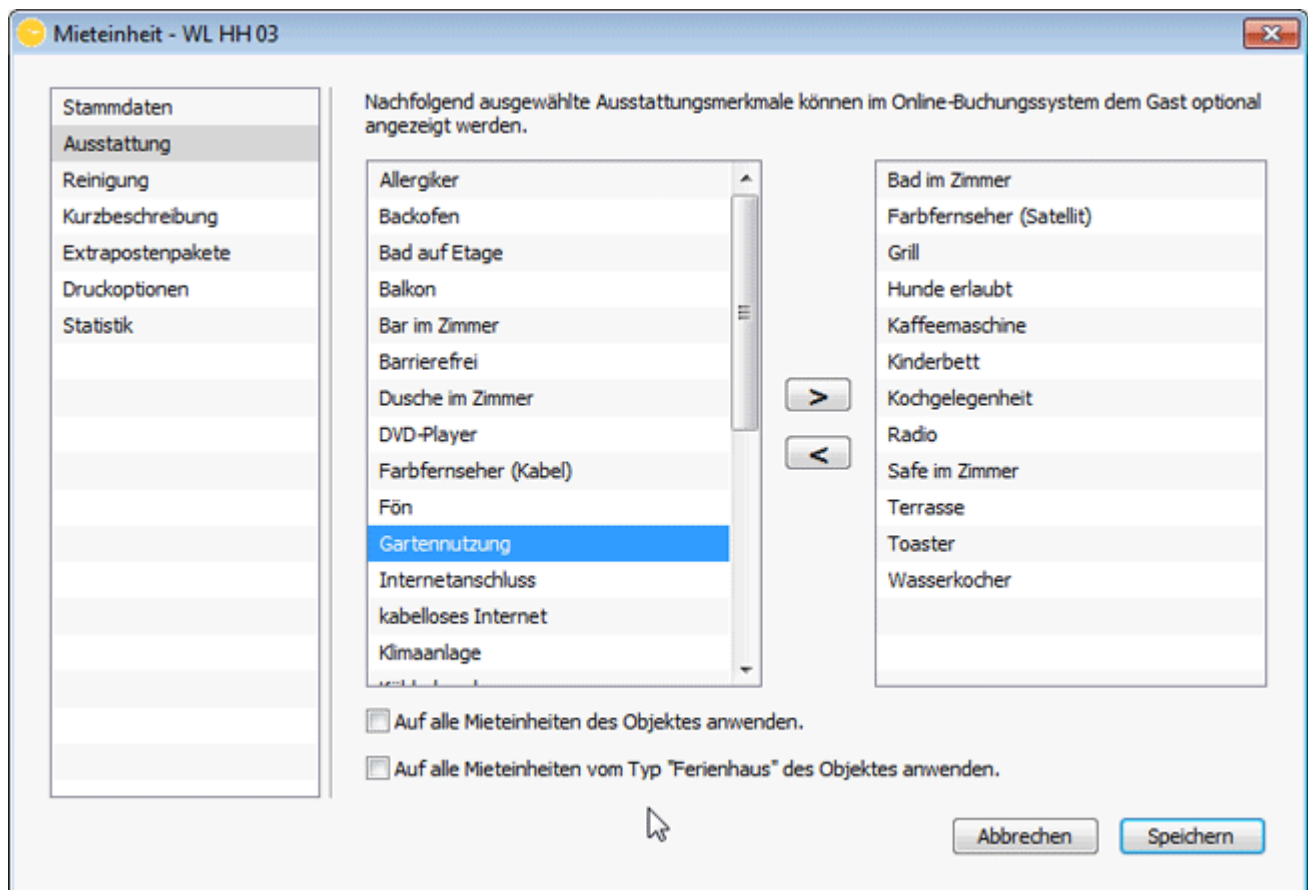 Mieteinheit - WL HH 03
Stammdaten
Ausstattung
Reinigung
Kurzbeschreibung
Extrapostenpakete
Druckoptionen
Statistik
Nachfolgend ausgewählte Ausstattungsmerkmale können im Online-Buchungssystem dem Gast optional
angezeigt werden.
Allergiker
Backofen
Bad auf Etage
Balkon
Bar im Zimmer
Barrierefrei
Dusche im Zimmer
DVD-Player
Farbfernseher (Kabel)
Fön
Gartennutzung
Internetanschluss
kabelloses Internet
Klimaanlage
>
<
Bad im Zimmer
Farbfernseher (Satellit)
Grill
Hunde erlaubt
Kaffeemaschine
Kinderbett
Kochgelegenheit
Radio
Safe im Zimmer
Terrasse
Toaster
Wasserkocher
Auf alle Mieteinheiten des Objektes anwenden.
Auf alle Mieteinheiten vom Typ "Ferienhaus" des Objektes anwenden.
Abbrechen
Speichern